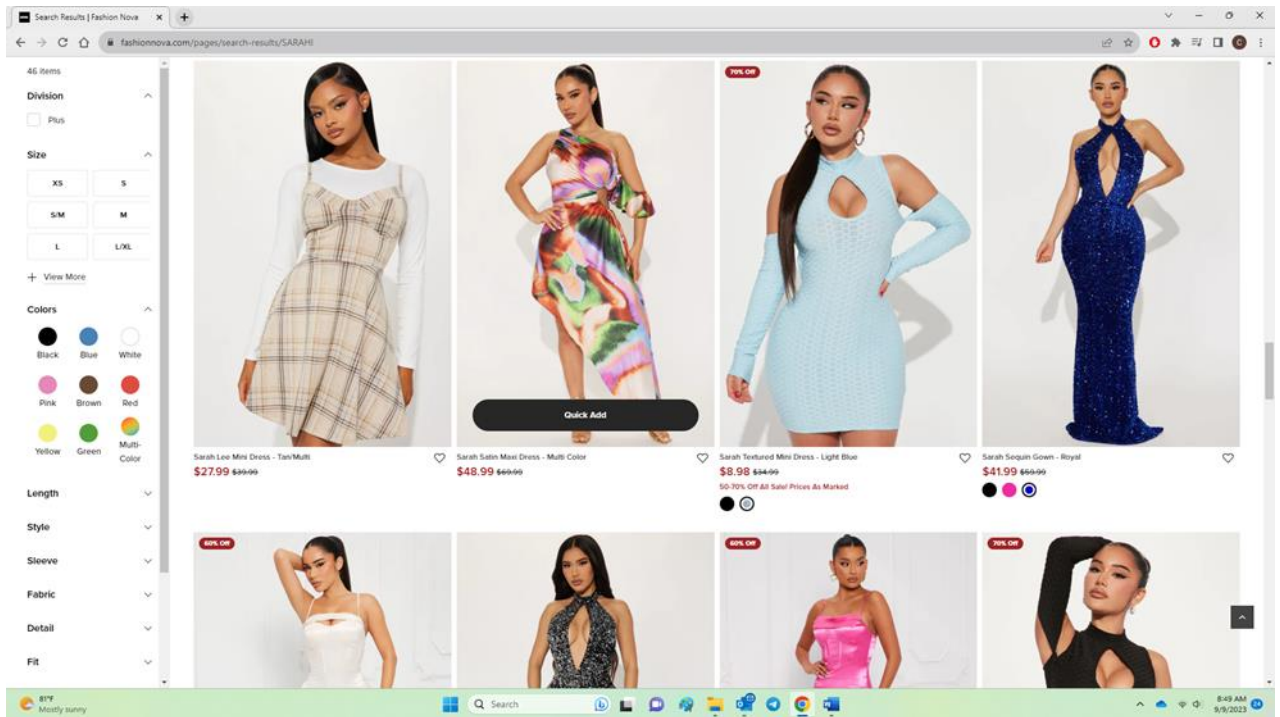 Search Results | Fashion Nova
fashionnova.com/pages/search-results/SARAHI
46 items
Division
Plus
Size
XS S
S/M M
L L/XL
+ View More
Colors
Black Blue White
Pink Brown Red
Yellow Green Multi-Color
Length
Style
Sleeve
Fabric
Detail
Fit
Quick Add
Sarah Lee Mini Dress - Tan/Multi
$27.99 $39.99
Sarah Satin Maxi Dress - Multi Color
$48.99 $69.99
70% Off
Sarah Textured Mini Dress - Light Blue
$8.98 $34.99
50-70% Off All Sale! Prices As Marked
Sarah Sequin Gown - Royal
$41.99 $59.99
60% Off
60% Off
70% Off
81°F
Mostly sunny
Search
8:49 AM
9/9/2023